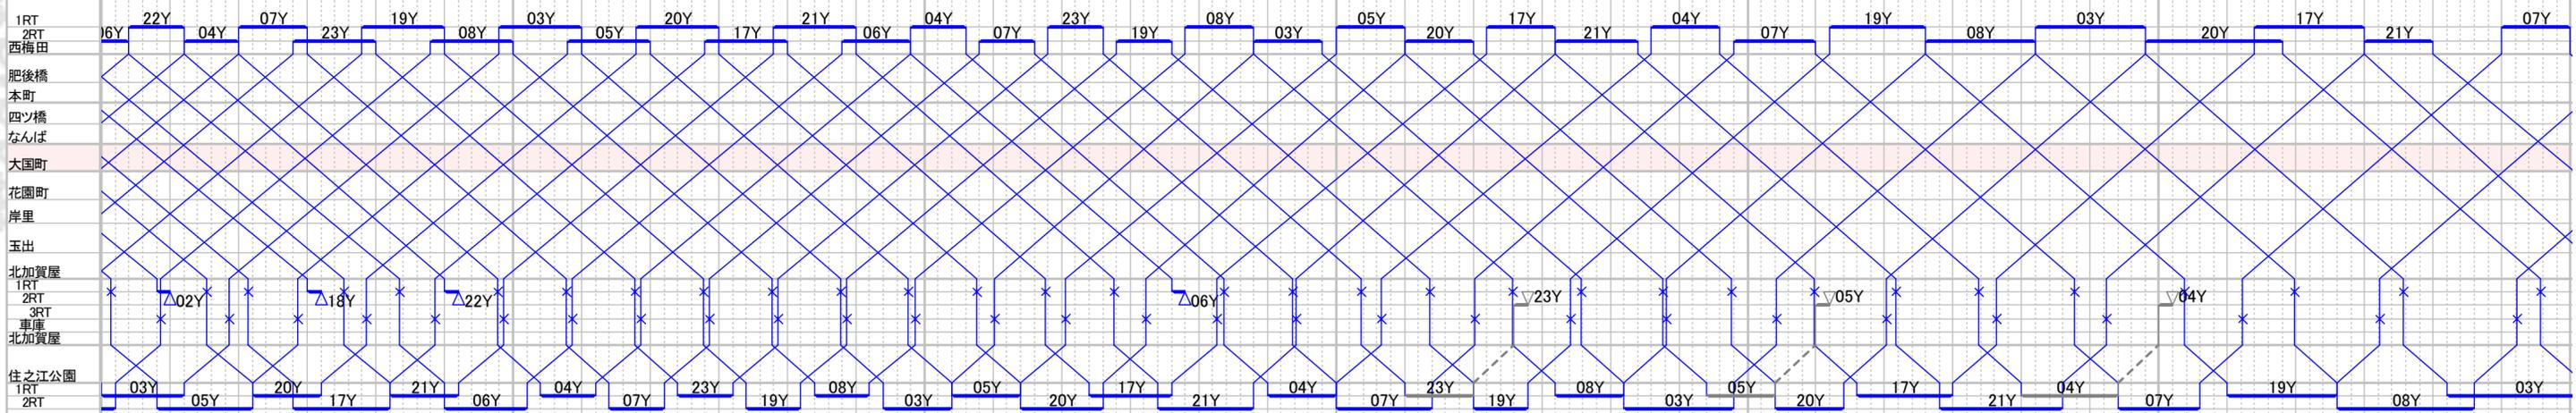 1RT 22Y 07Y 19Y 03Y 20Y 21Y 04Y 23Y 08Y 05Y 17Y 04Y 19Y 03Y 17Y 07Y
2RT 06Y 04Y 23Y 08Y 05Y 17Y 06Y 07Y 19Y 03Y 20Y 21Y 07Y 08Y 20Y 21Y
西梅田
肥後橋
本町
四ツ橋
なんば
大国町
花園町
岸里
玉出
北加賀屋
1RT
2RT 02Y 18Y 22Y 06Y 23Y 05Y 04Y
3RT
車庫
北加賀屋
住之江公園
1RT 03Y 20Y 21Y 04Y 23Y 08Y 05Y 17Y 04Y 23Y 08Y 05Y 17Y 04Y 19Y 03Y
2RT 05Y 17Y 06Y 07Y 19Y 03Y 20Y 21Y 07Y 19Y 03Y 20Y 21Y 07Y 08Y